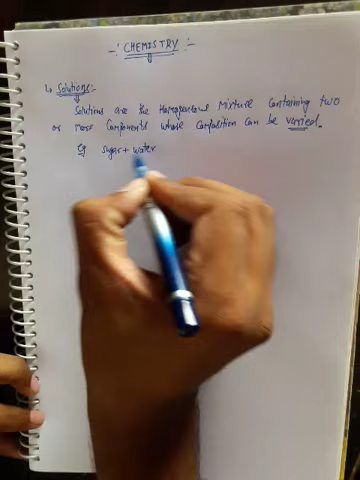 -: CHEMISTRY :-
↳ Solutions:-
Solutions are the Homogeneous Mixture containing two
or more Components whose Composition can be varied.
Eg Sugar + water